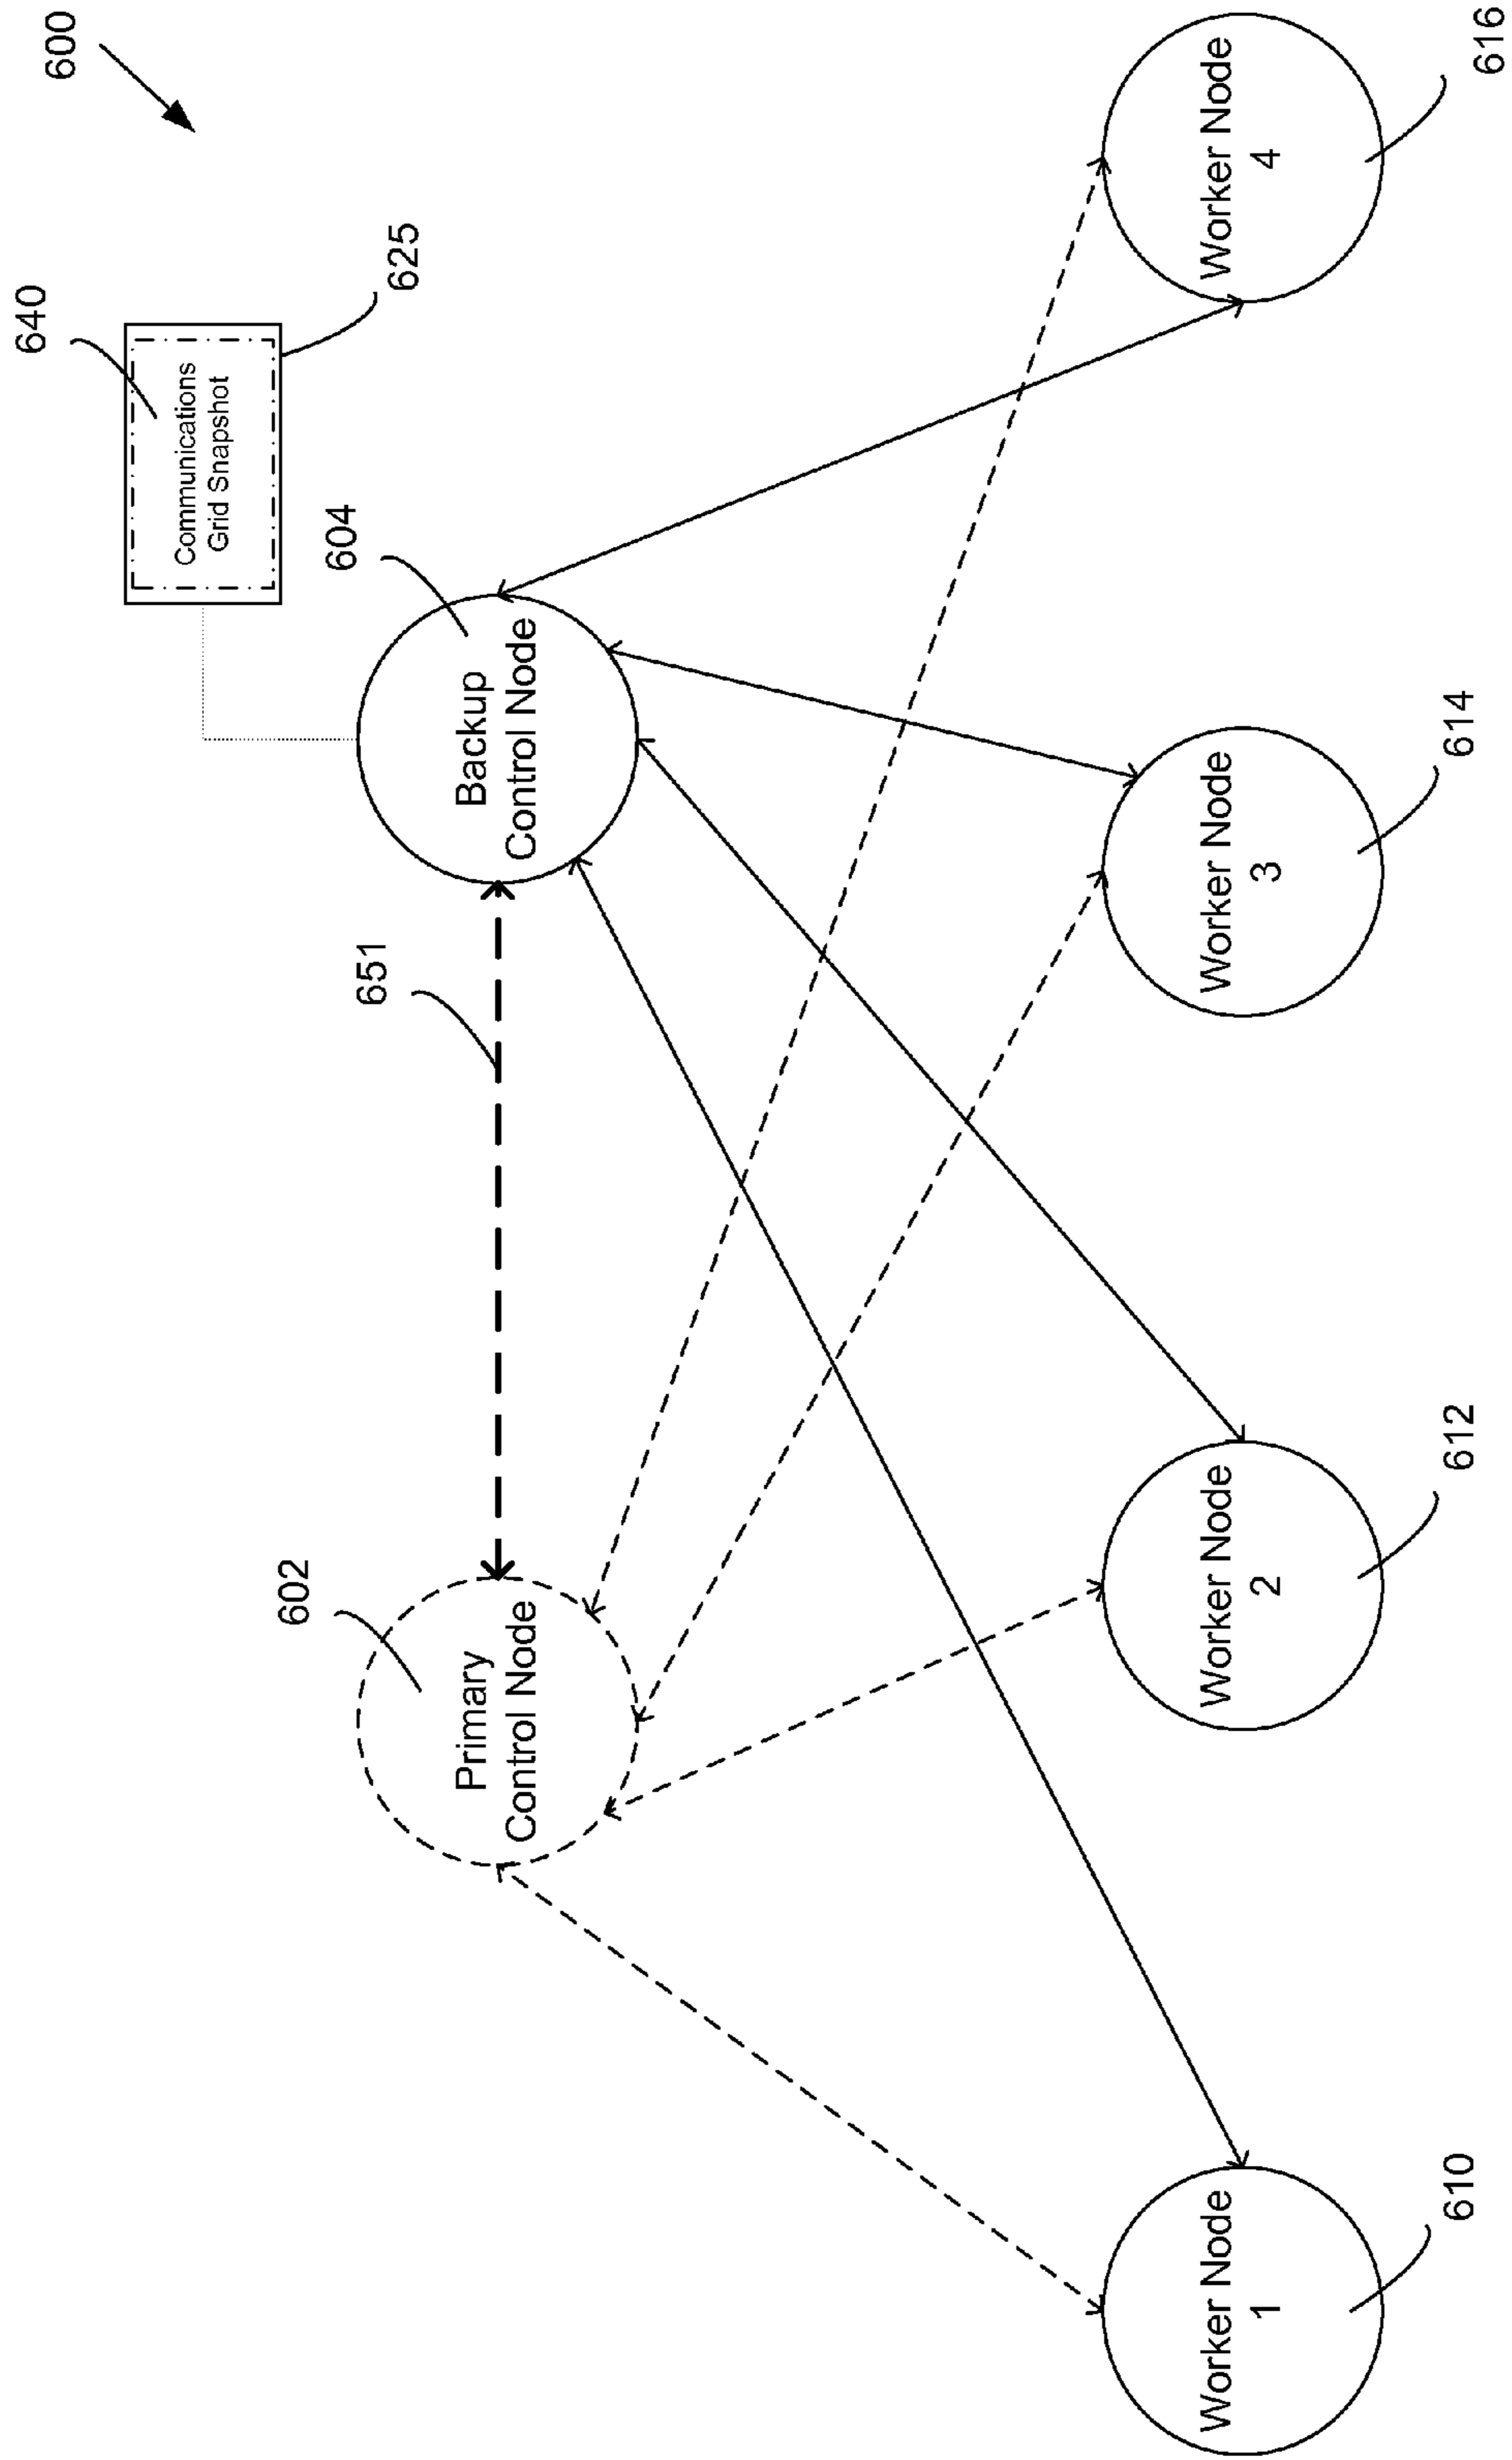 600
640
Communications
Grid Snapshot
625
604
Backup
Control Node
651
602
Primary
Control Node
Worker Node
1
610
Worker Node
2
612
Worker Node
3
614
Worker Node
4
616